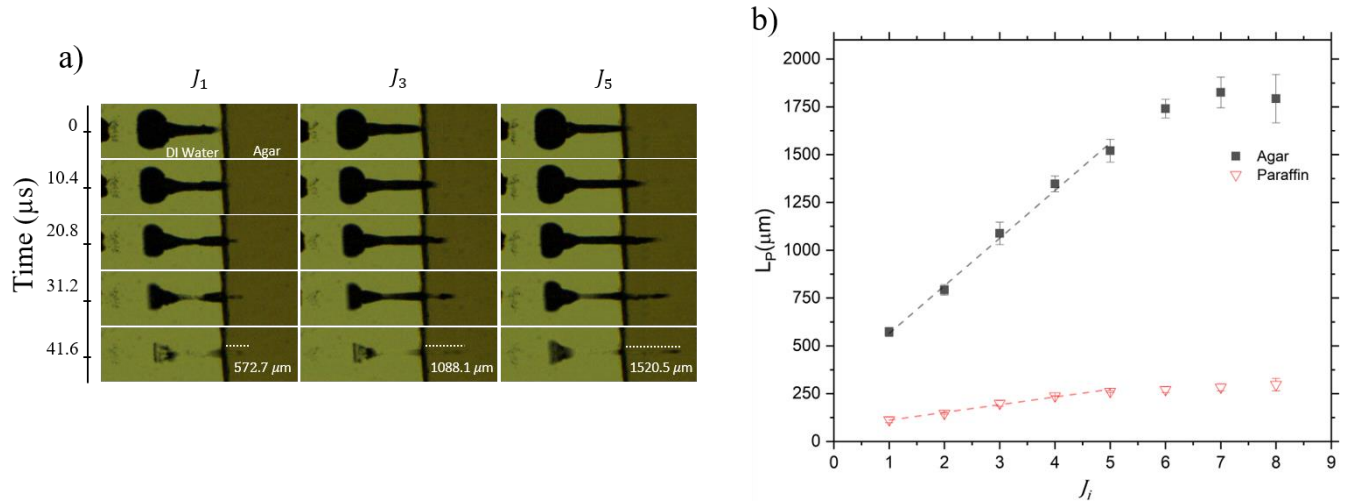 a)
J₁ J₃ J₅
Time (µs)
0
DI Water Agar
10.4
20.8
31.2
41.6
572.7 µm 1088.1 µm 1520.5 µm
b)
2000
1750
1500
1250
1000
750
500
250
0
Lₚ(µm)
Agar
Paraffin
0 1 2 3 4 5 6 7 8 9
Jᵢ